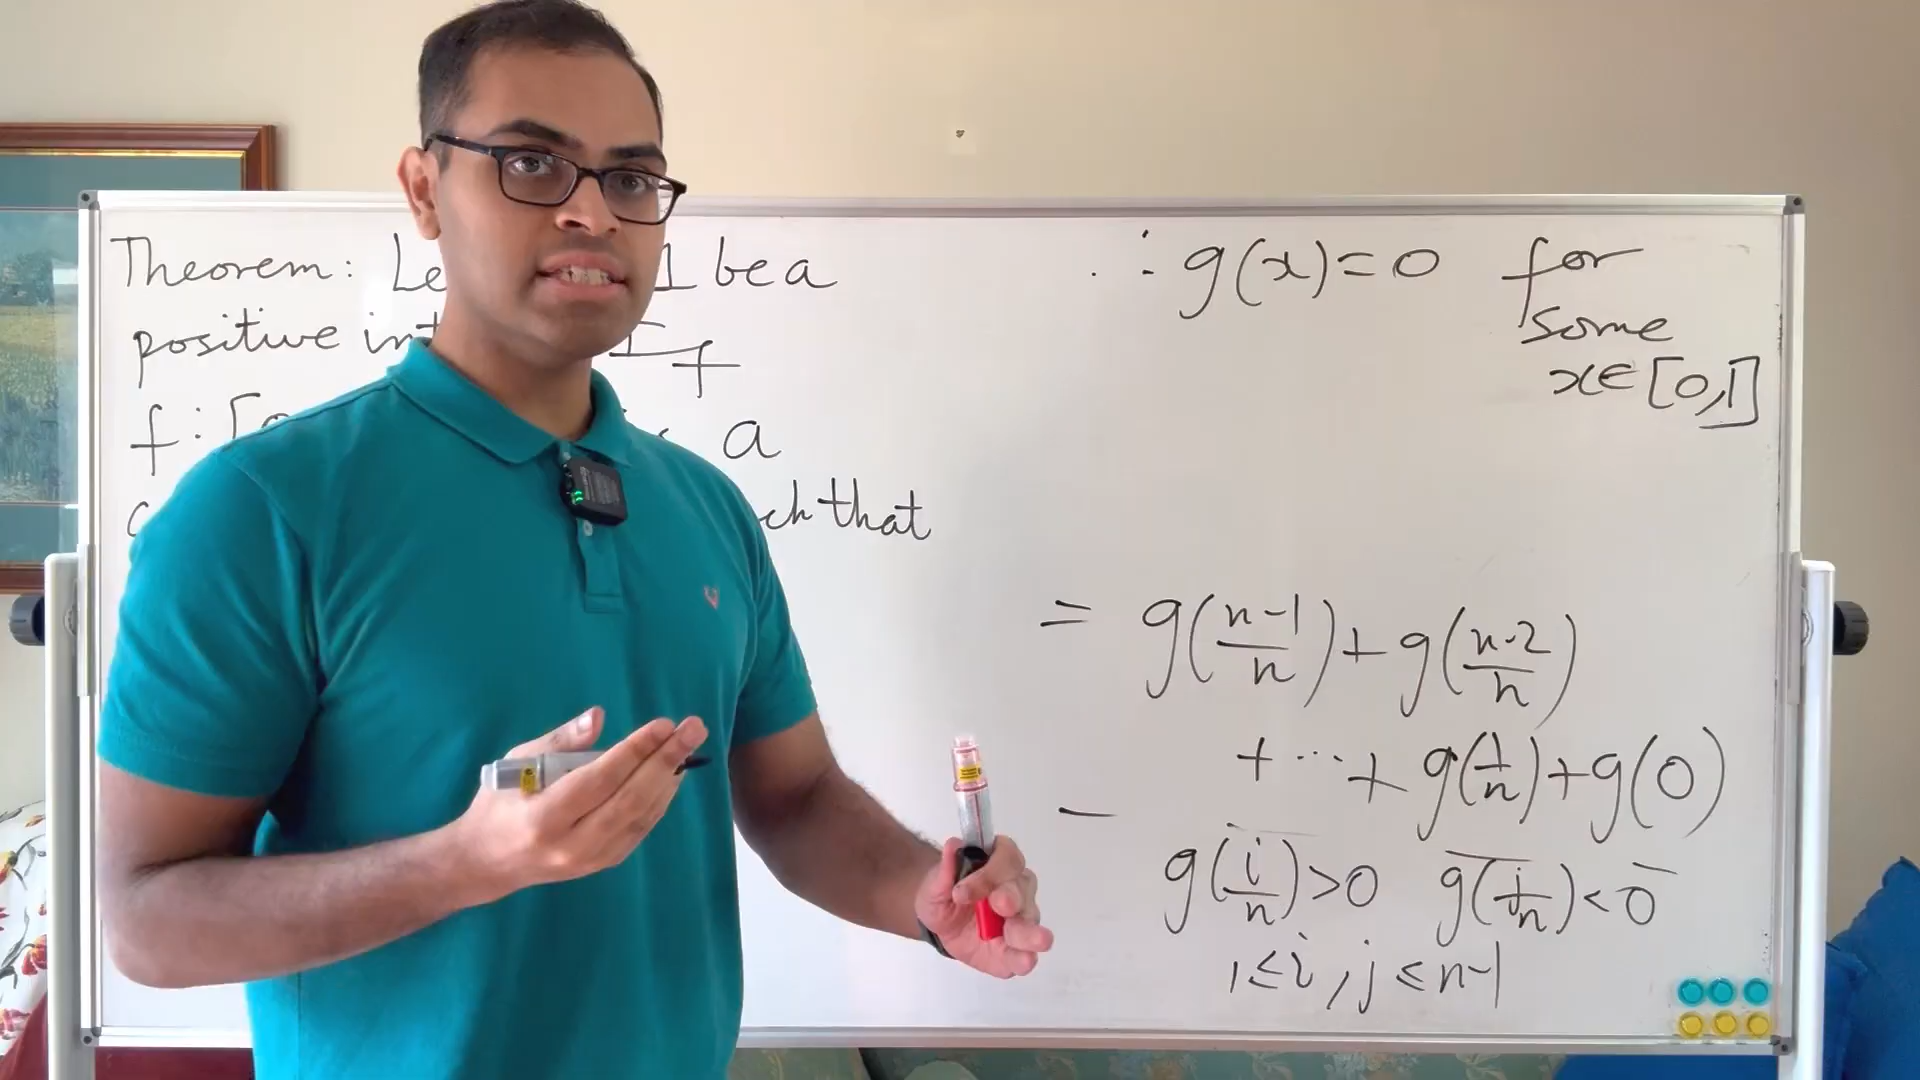 Theorem: Le 1 be a
positive int If
f: [0 a
ch that
∴ g(x)=0 for
some
x∈[0,1]
= g((n-1)/n)+g((n-2)/n)
+ ... + g(1/n)+g(0)
g(i/n)>0 g(j/n)<0
1≤i, j≤n-1